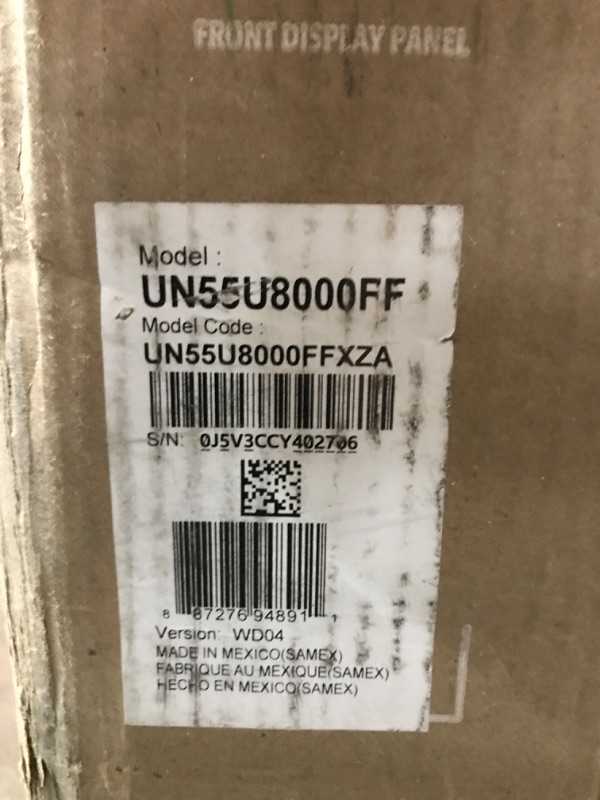 FRONT DISPLAY PANEL
Model :
UN55U8000FF
Model Code :
UN55U8000FFXZA
S/N: 0J5V3CCY402706
8 87276 94891 1
Version: WD04
MADE IN MEXICO(SAMEX)
FABRIQUE AU MEXIQUE(SAMEX)
HECHO EN MEXICO(SAMEX)